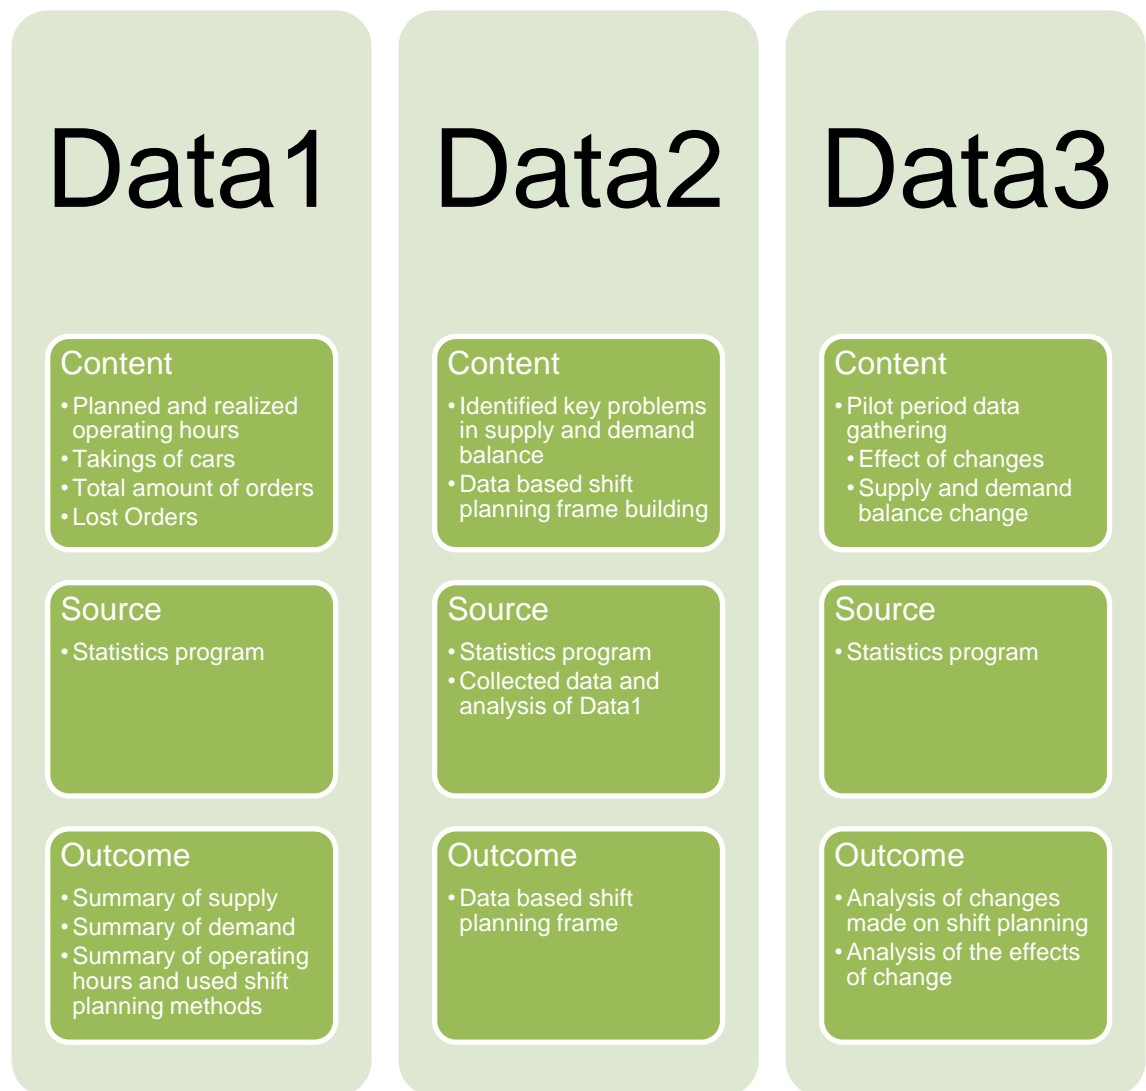 Data1
Content
• Planned and realized
operating hours
• Takings of cars
• Total amount of orders
• Lost Orders
Source
• Statistics program
Outcome
• Summary of supply
• Summary of demand
• Summary of operating
hours and used shift
planning methods
Data2
Content
• Identified key problems
in supply and demand
balance
• Data based shift
planning frame building
Source
• Statistics program
• Collected data and
analysis of Data1
Outcome
• Data based shift
planning frame
Data3
Content
• Pilot period data
gathering
• Effect of changes
• Supply and demand
balance change
Source
• Statistics program
Outcome
• Analysis of changes
made on shift planning
• Analysis of the effects
of change